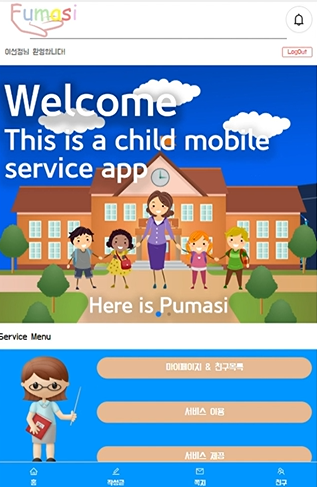 Fumasi
이선정님 환영합니다!
LogOut
Welcome
This is a child mobile
service app
Here is Pumasi
Service Menu
마이페이지 & 친구목록
서비스 이용
서비스 제공
홈
작성글
쪽지
친구